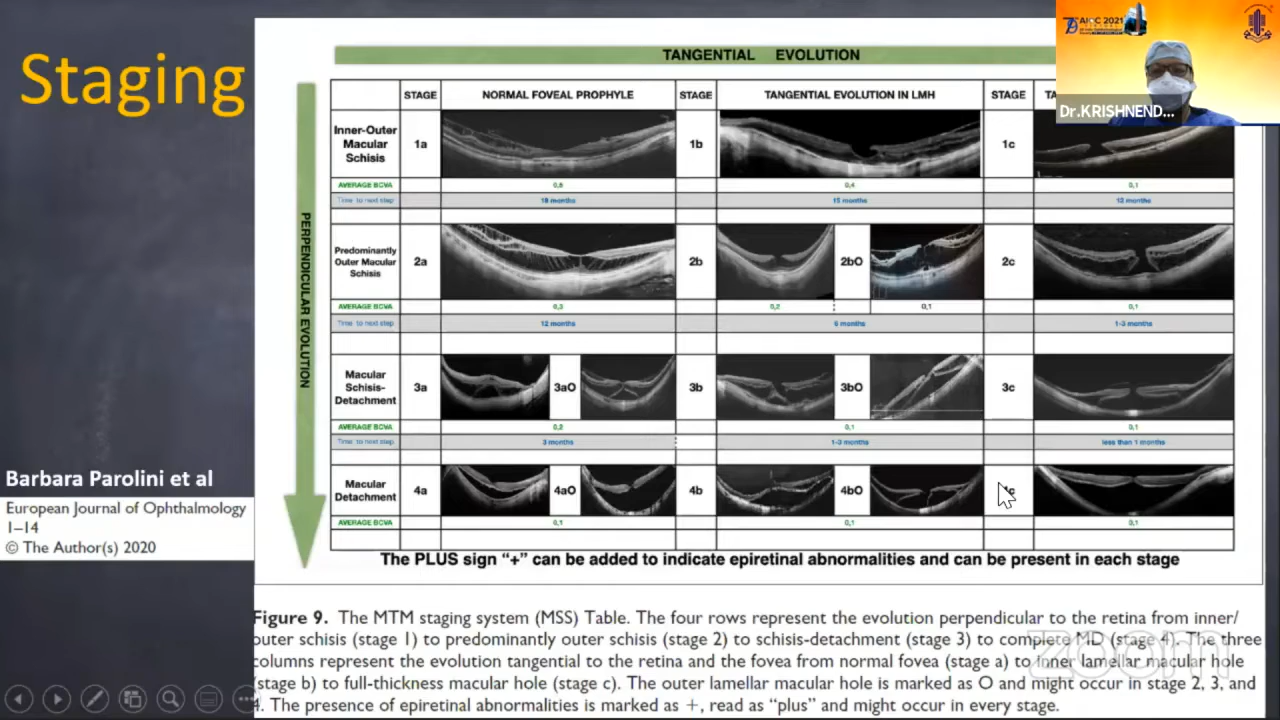 Staging
AIOC 2021
Dr.KRISHNEND...
TANGENTIAL EVOLUTION
PERPENDICULAR EVOLUTION
STAGE NORMAL FOVEAL PROPHYLE STAGE TANGENTIAL EVOLUTION IN LMH STAGE
Inner-Outer
Macular
Schisis
1a 1b 1c
AVERAGE BCVA 0,4 0,1
Time to next step 18 months 12 months
Predominantly
Outer Macular
Schisis
2a 2b 2bO 2c
AVERAGE BCVA 0,3 0,2 0,1 0,1
Time to next step 12 months 6 months 1-3 months
Macular
Schisis-
Detachment
3a 3aO 3b 3bO 3c
AVERAGE BCVA 0,2 0,1 0,1
Time to next step 3 months less than 1 months
Macular
Detachment
4a 4aO 4b 4bO
AVERAGE BCVA 0,1 0,1 0,1
The PLUS sign "+" can be added to indicate epiretinal abnormalities and can be present in each stage
Barbara Parolini et al
European Journal of Ophthalmology
1–14
© The Author(s) 2020
Figure 9. The MTM staging system (MSS) Table. The four rows represent the evolution perpendicular to the retina from inner/
outer schisis (stage 1) to predominantly outer schisis (stage 2) to schisis-detachment (stage 3) to complete MD (stage 4). The three
columns represent the evolution tangential to the retina and the fovea from normal fovea (stage a) to inner lamellar macular hole
(stage b) to full-thickness macular hole (stage c). The outer lamellar macular hole is marked as O and might occur in stage 2, 3, and
4. The presence of epiretinal abnormalities is marked as +, read as "plus" and might occur in every stage.
zoom